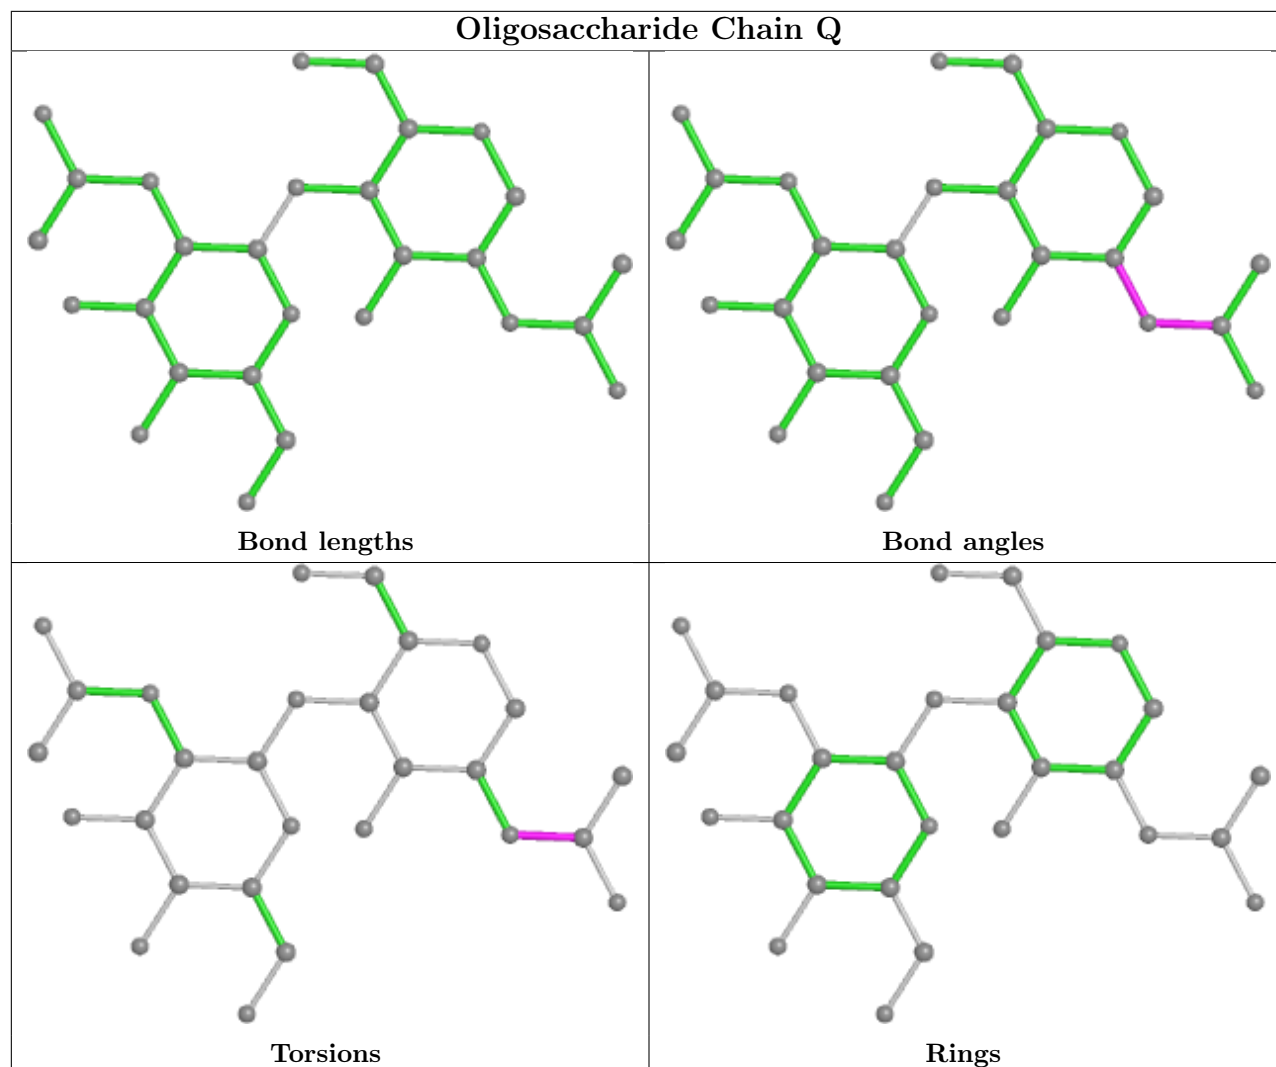 Oligosaccharide Chain Q
Bond lengths
Bond angles
Torsions
Rings